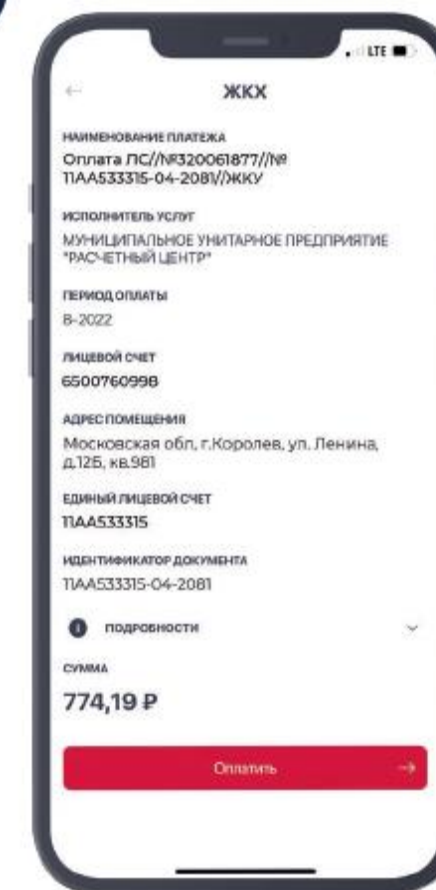 LTE
ЖКХ
НАИМЕНОВАНИЕ ПЛАТЕЖА
Оплата ЛС//№320061877//№
11АА533315-04-2081//ЖКУ
ИСПОЛНИТЕЛЬ УСЛУГ
МУНИЦИПАЛЬНОЕ УНИТАРНОЕ ПРЕДПРИЯТИЕ
"РАСЧЕТНЫЙ ЦЕНТР"
ПЕРИОД ОПЛАТЫ
8-2022
ЛИЦЕВОЙ СЧЕТ
6500760998
АДРЕС ПОМЕЩЕНИЯ
Московская обл, г.Королев, ул. Ленина,
д.125, кв.981
ЕДИНЫЙ ЛИЦЕВОЙ СЧЕТ
11АА533315
ИДЕНТИФИКАТОР ДОКУМЕНТА
11АА533315-04-2081
ПОДРОБНОСТИ
СУММА
774,19 ₽
Оплатить